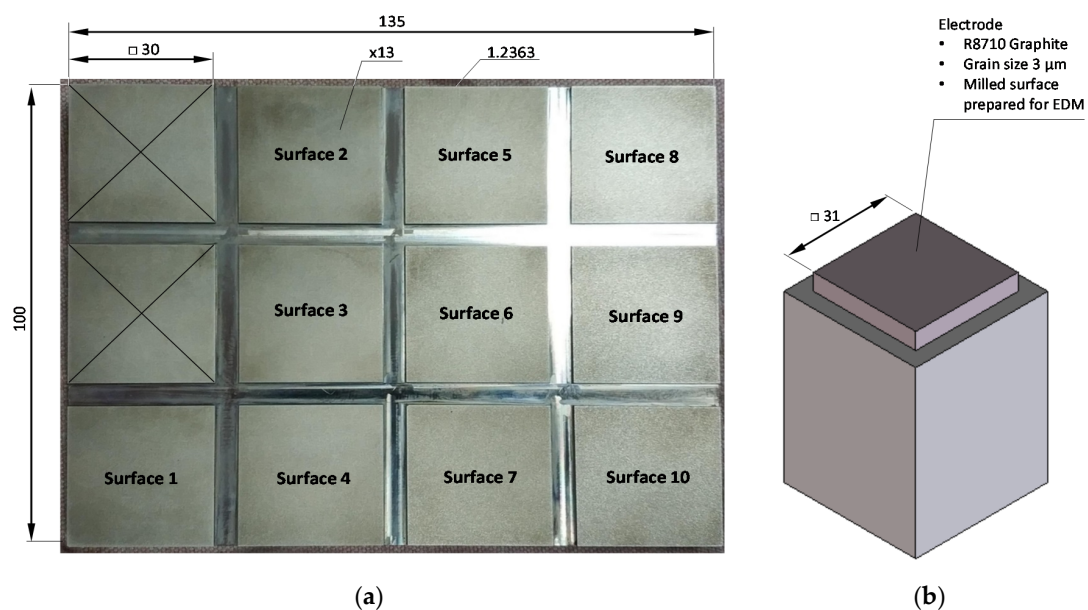 135
□ 30
x13
1.2363
100
Surface 2
Surface 5
Surface 8
Surface 3
Surface 6
Surface 9
Surface 1
Surface 4
Surface 7
Surface 10
(a)
Electrode
• R8710 Graphite
• Grain size 3 µm
• Milled surface
prepared for EDM
□ 31
(b)